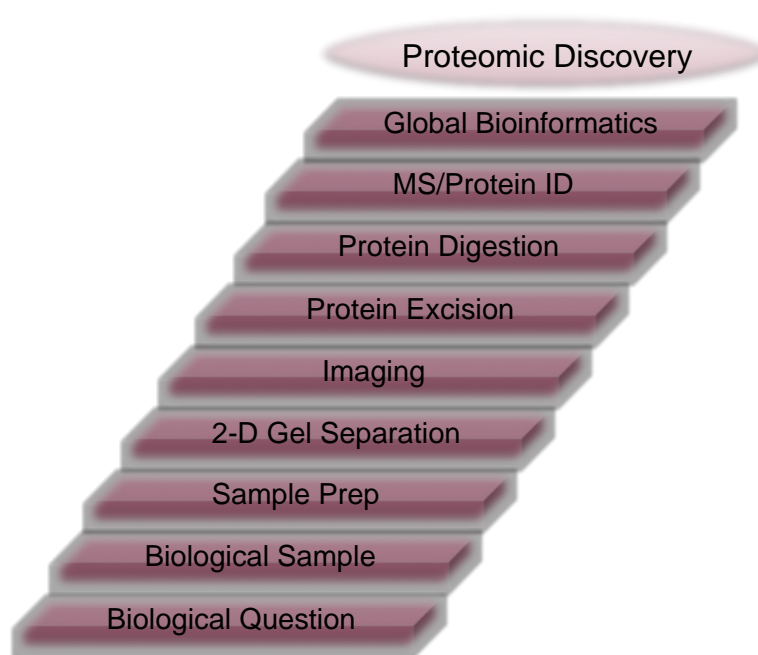 Proteomic Discovery
Global Bioinformatics
MS/Protein ID
Protein Digestion
Protein Excision
Imaging
2-D Gel Separation
Sample Prep
Biological Sample
Biological Question